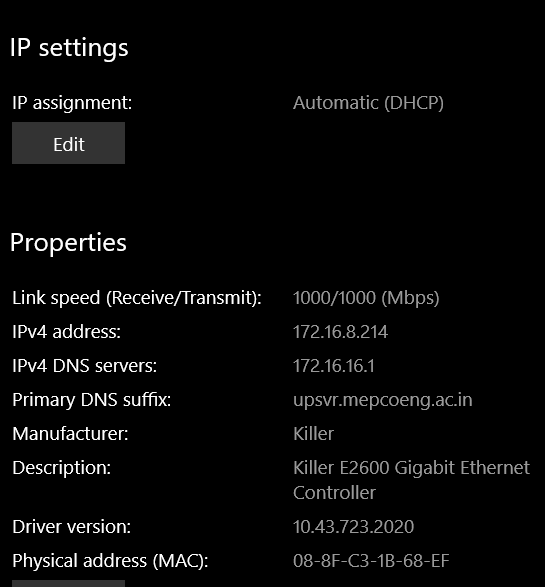 IP settings
IP assignment: Automatic (DHCP)
Edit
Properties
Link speed (Receive/Transmit): 1000/1000 (Mbps)
IPv4 address: 172.16.8.214
IPv4 DNS servers: 172.16.16.1
Primary DNS suffix: upsvr.mepcoeng.ac.in
Manufacturer: Killer
Description: Killer E2600 Gigabit Ethernet
Controller
Driver version: 10.43.723.2020
Physical address (MAC): 08-8F-C3-1B-68-EF